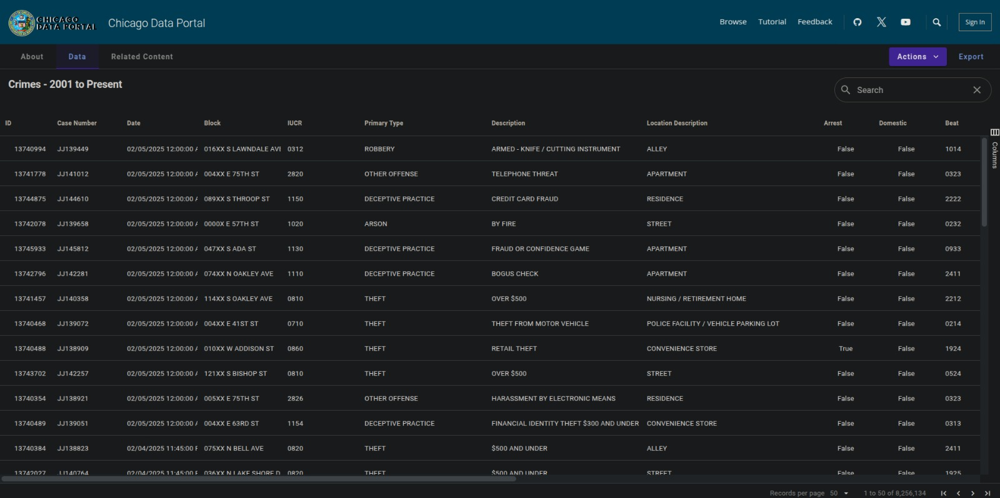 CHICAGO
DATA PORTAL
Chicago Data Portal
Browse Tutorial Feedback Sign In
About Data Related Content Actions Export
Crimes - 2001 to Present
Search
ID Case Number Date Block IUCR Primary Type Description Location Description Arrest Domestic Beat
Columns
13740994 JJ139449 02/05/2025 12:00:00 A 016XX S LAWNDALE AVE 0312 ROBBERY ARMED - KNIFE / CUTTING INSTRUMENT ALLEY False False 1014
13741778 JJ141012 02/05/2025 12:00:00 A 004XX E 75TH ST 2820 OTHER OFFENSE TELEPHONE THREAT APARTMENT False False 0323
13744875 JJ144610 02/05/2025 12:00:00 A 089XX S THROOP ST 1150 DECEPTIVE PRACTICE CREDIT CARD FRAUD RESIDENCE False False 2222
13742078 JJ139658 02/05/2025 12:00:00 A 0000X E 57TH ST 1020 ARSON BY FIRE STREET False False 0232
13745933 JJ145812 02/05/2025 12:00:00 A 047XX S ADA ST 1130 DECEPTIVE PRACTICE FRAUD OR CONFIDENCE GAME APARTMENT False False 0933
13742796 JJ142281 02/05/2025 12:00:00 A 074XX N OAKLEY AVE 1110 DECEPTIVE PRACTICE BOGUS CHECK APARTMENT False False 2411
13741457 JJ140358 02/05/2025 12:00:00 A 114XX S OAKLEY AVE 0810 THEFT OVER $500 NURSING / RETIREMENT HOME False False 2212
13740468 JJ139072 02/05/2025 12:00:00 A 004XX E 41ST ST 0710 THEFT THEFT FROM MOTOR VEHICLE POLICE FACILITY / VEHICLE PARKING LOT False False 0214
13740488 JJ138909 02/05/2025 12:00:00 A 010XX W ADDISON ST 0860 THEFT RETAIL THEFT CONVENIENCE STORE True False 1924
13743702 JJ142257 02/05/2025 12:00:00 A 121XX S BISHOP ST 0810 THEFT OVER $500 STREET False False 0524
13740354 JJ138921 02/05/2025 12:00:00 A 005XX E 75TH ST 2826 OTHER OFFENSE HARASSMENT BY ELECTRONIC MEANS RESIDENCE False False 0323
13740489 JJ139051 02/05/2025 12:00:00 A 004XX E 63RD ST 1154 DECEPTIVE PRACTICE FINANCIAL IDENTITY THEFT $300 AND UNDER CONVENIENCE STORE False False 0313
13740384 JJ138823 02/04/2025 11:45:00 P 075XX N BELL AVE 0820 THEFT $500 AND UNDER ALLEY False False 2411
13742027 JJ140764 02/04/2025 11:45:00 P 036XX N LAKE SHORE D 0820 THEFT $500 AND UNDER STREET False False 1925
Records per page 50 1 to 50 of 8,256,134